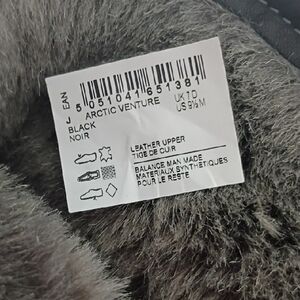 J EAN
5 051041 651381
ARCTIC VENTURE
BLACK
NOIR
UK 7 D
US 9½ M
LEATHER UPPER
TIGE DE CUIR
BALANCE MAN MADE
MATERIAUX SYNTHETIQUES
POUR LE RESTE